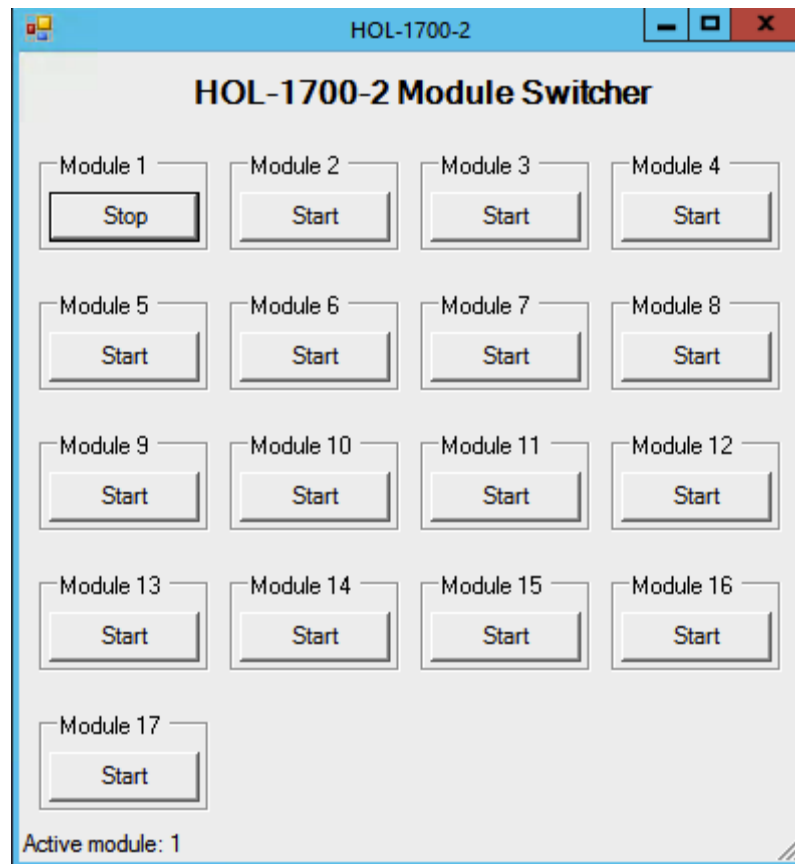 HOL-1700-2
HOL-1700-2 Module Switcher
Module 1 Module 2 Module 3 Module 4
Stop Start Start Start
Module 5 Module 6 Module 7 Module 8
Start Start Start Start
Module 9 Module 10 Module 11 Module 12
Start Start Start Start
Module 13 Module 14 Module 15 Module 16
Start Start Start Start
Module 17
Start
Active module: 1